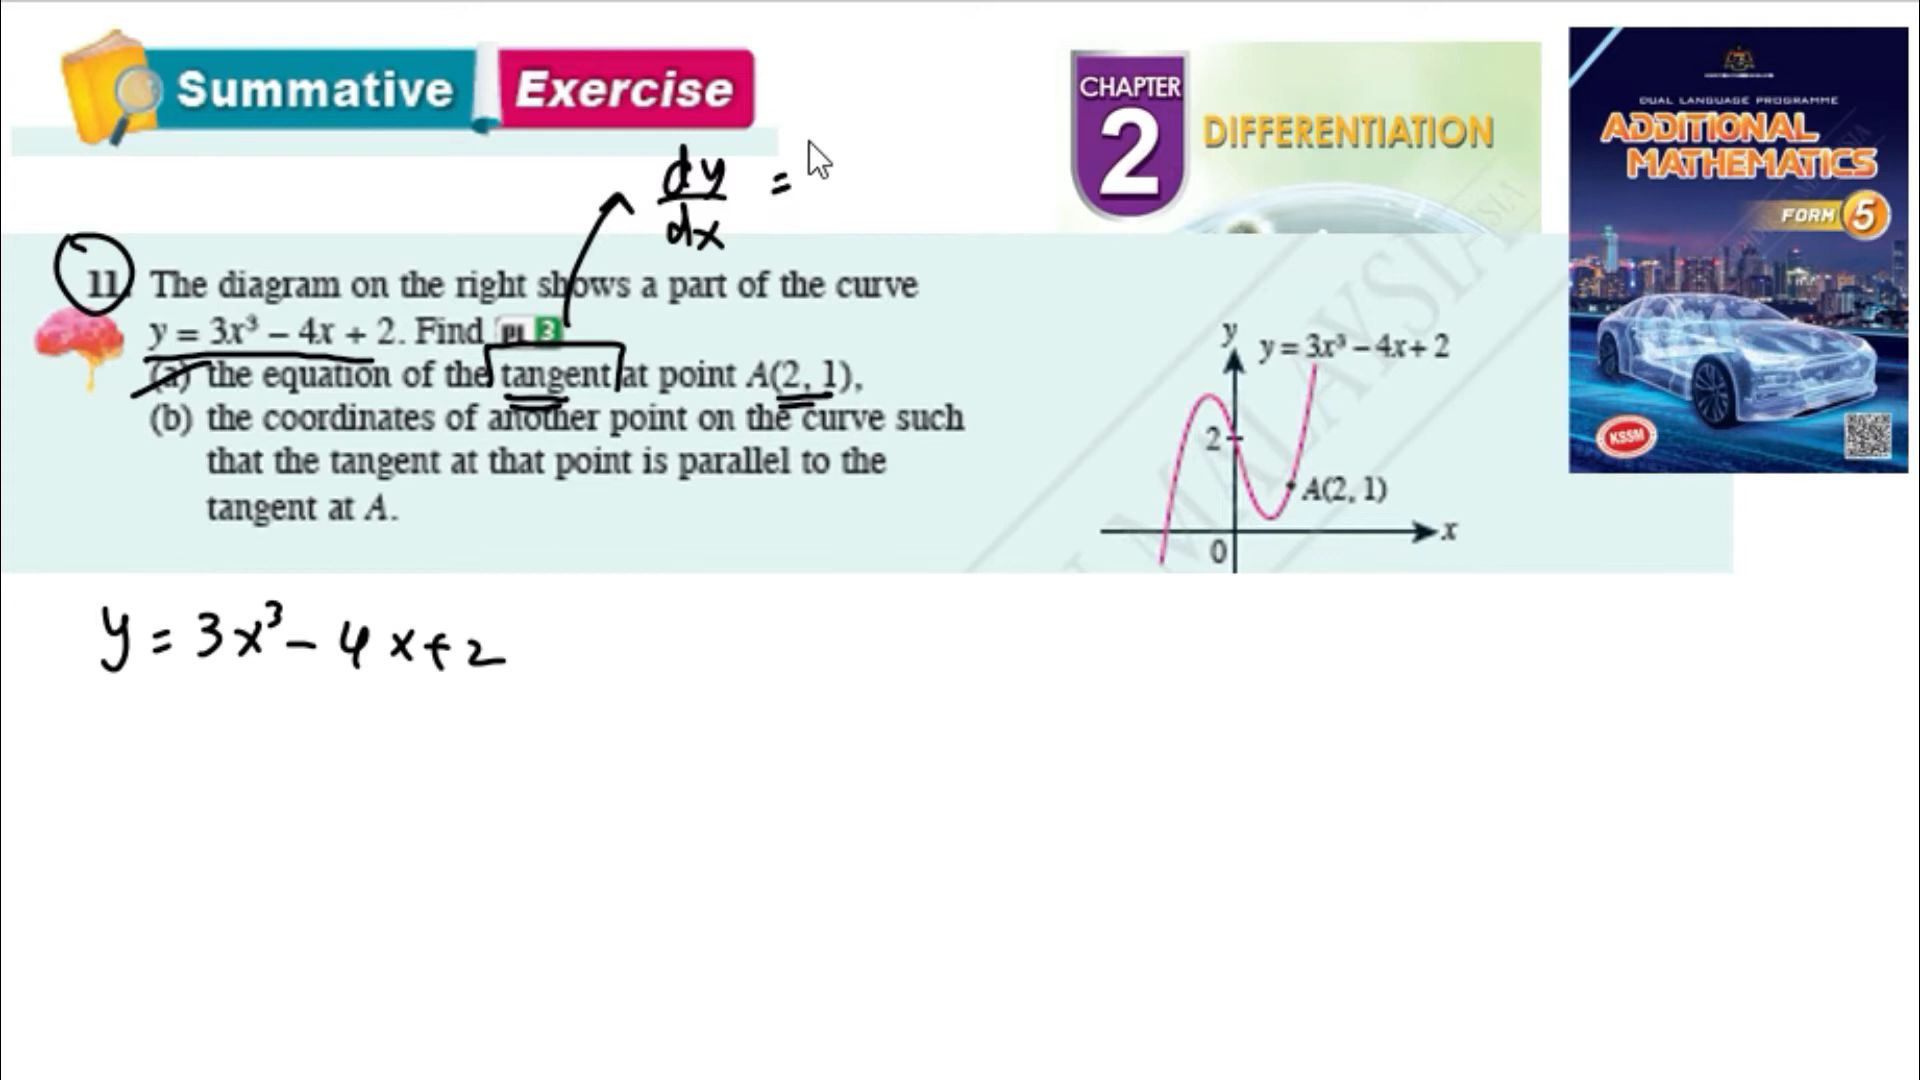 Summative Exercise
CHAPTER
2
DIFFERENTIATION
DUAL LANGUAGE PROGRAMME
ADDITIONAL
MATHEMATICS
FORM 5
KSSM
dy
dx
=
11. The diagram on the right shows a part of the curve
y = 3x³ – 4x + 2. Find PL 3
(a) the equation of the tangent at point A(2, 1),
(b) the coordinates of another point on the curve such
that the tangent at that point is parallel to the
tangent at A.
y
y = 3x³ – 4x + 2
2
A(2, 1)
0
x
MALAYSIA
y = 3x³ – 4x + 2